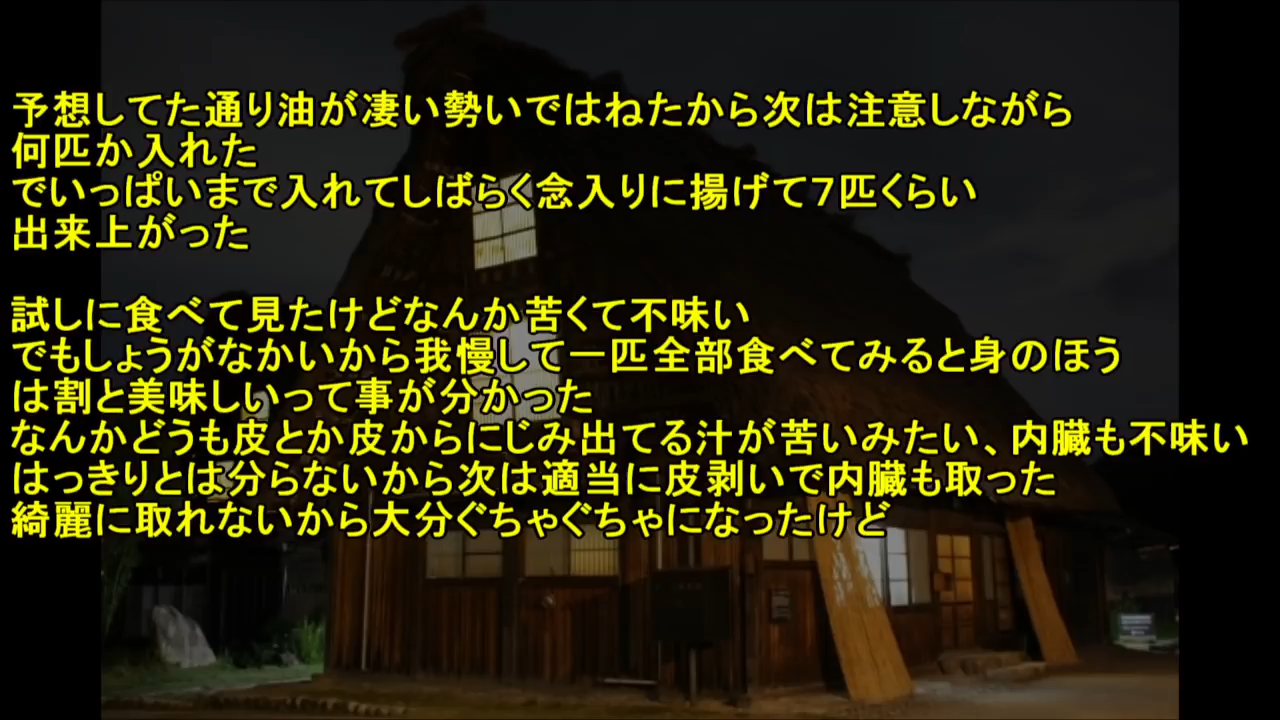 予想してた通り油が凄い勢いではねたから次は注意しながら
何匹か入れた
でいっぱいまで入れてしばらく念入りに揚げて７匹くらい
出来上がった
試しに食べて見たけどなんか苦くて不味い
でもしょうがなかいから我慢して一匹全部食べてみると身のほう
は割と美味しいって事が分かった
なんかどうも皮とか皮からにじみ出てる汁が苦いみたい、内臓も不味い
はっきりとは分らないから次は適当に皮剥いで内臓も取った
綺麗に取れないから大分ぐちゃぐちゃになったけど